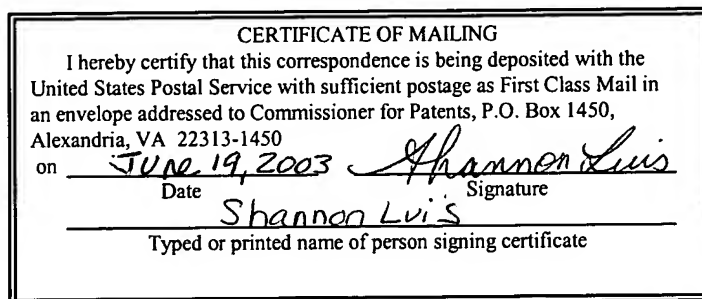 CERTIFICATE OF MAILING
I hereby certify that this correspondence is being deposited with the
United States Postal Service with sufficient postage as First Class Mail in
an envelope addressed to Commissioner for Patents, P.O. Box 1450,
Alexandria, VA 22313-1450
on June 19, 2003 Shannon Luis
Date Signature
Shannon Luis
Typed or printed name of person signing certificate